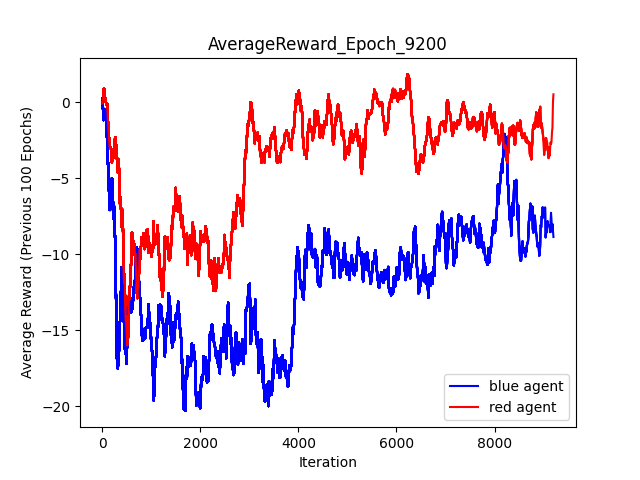 AverageReward_Epoch_9200
Average Reward (Previous 100 Epochs)
0
−5
−10
−15
−20
0
2000
4000
6000
8000
Iteration
blue agent
red agent